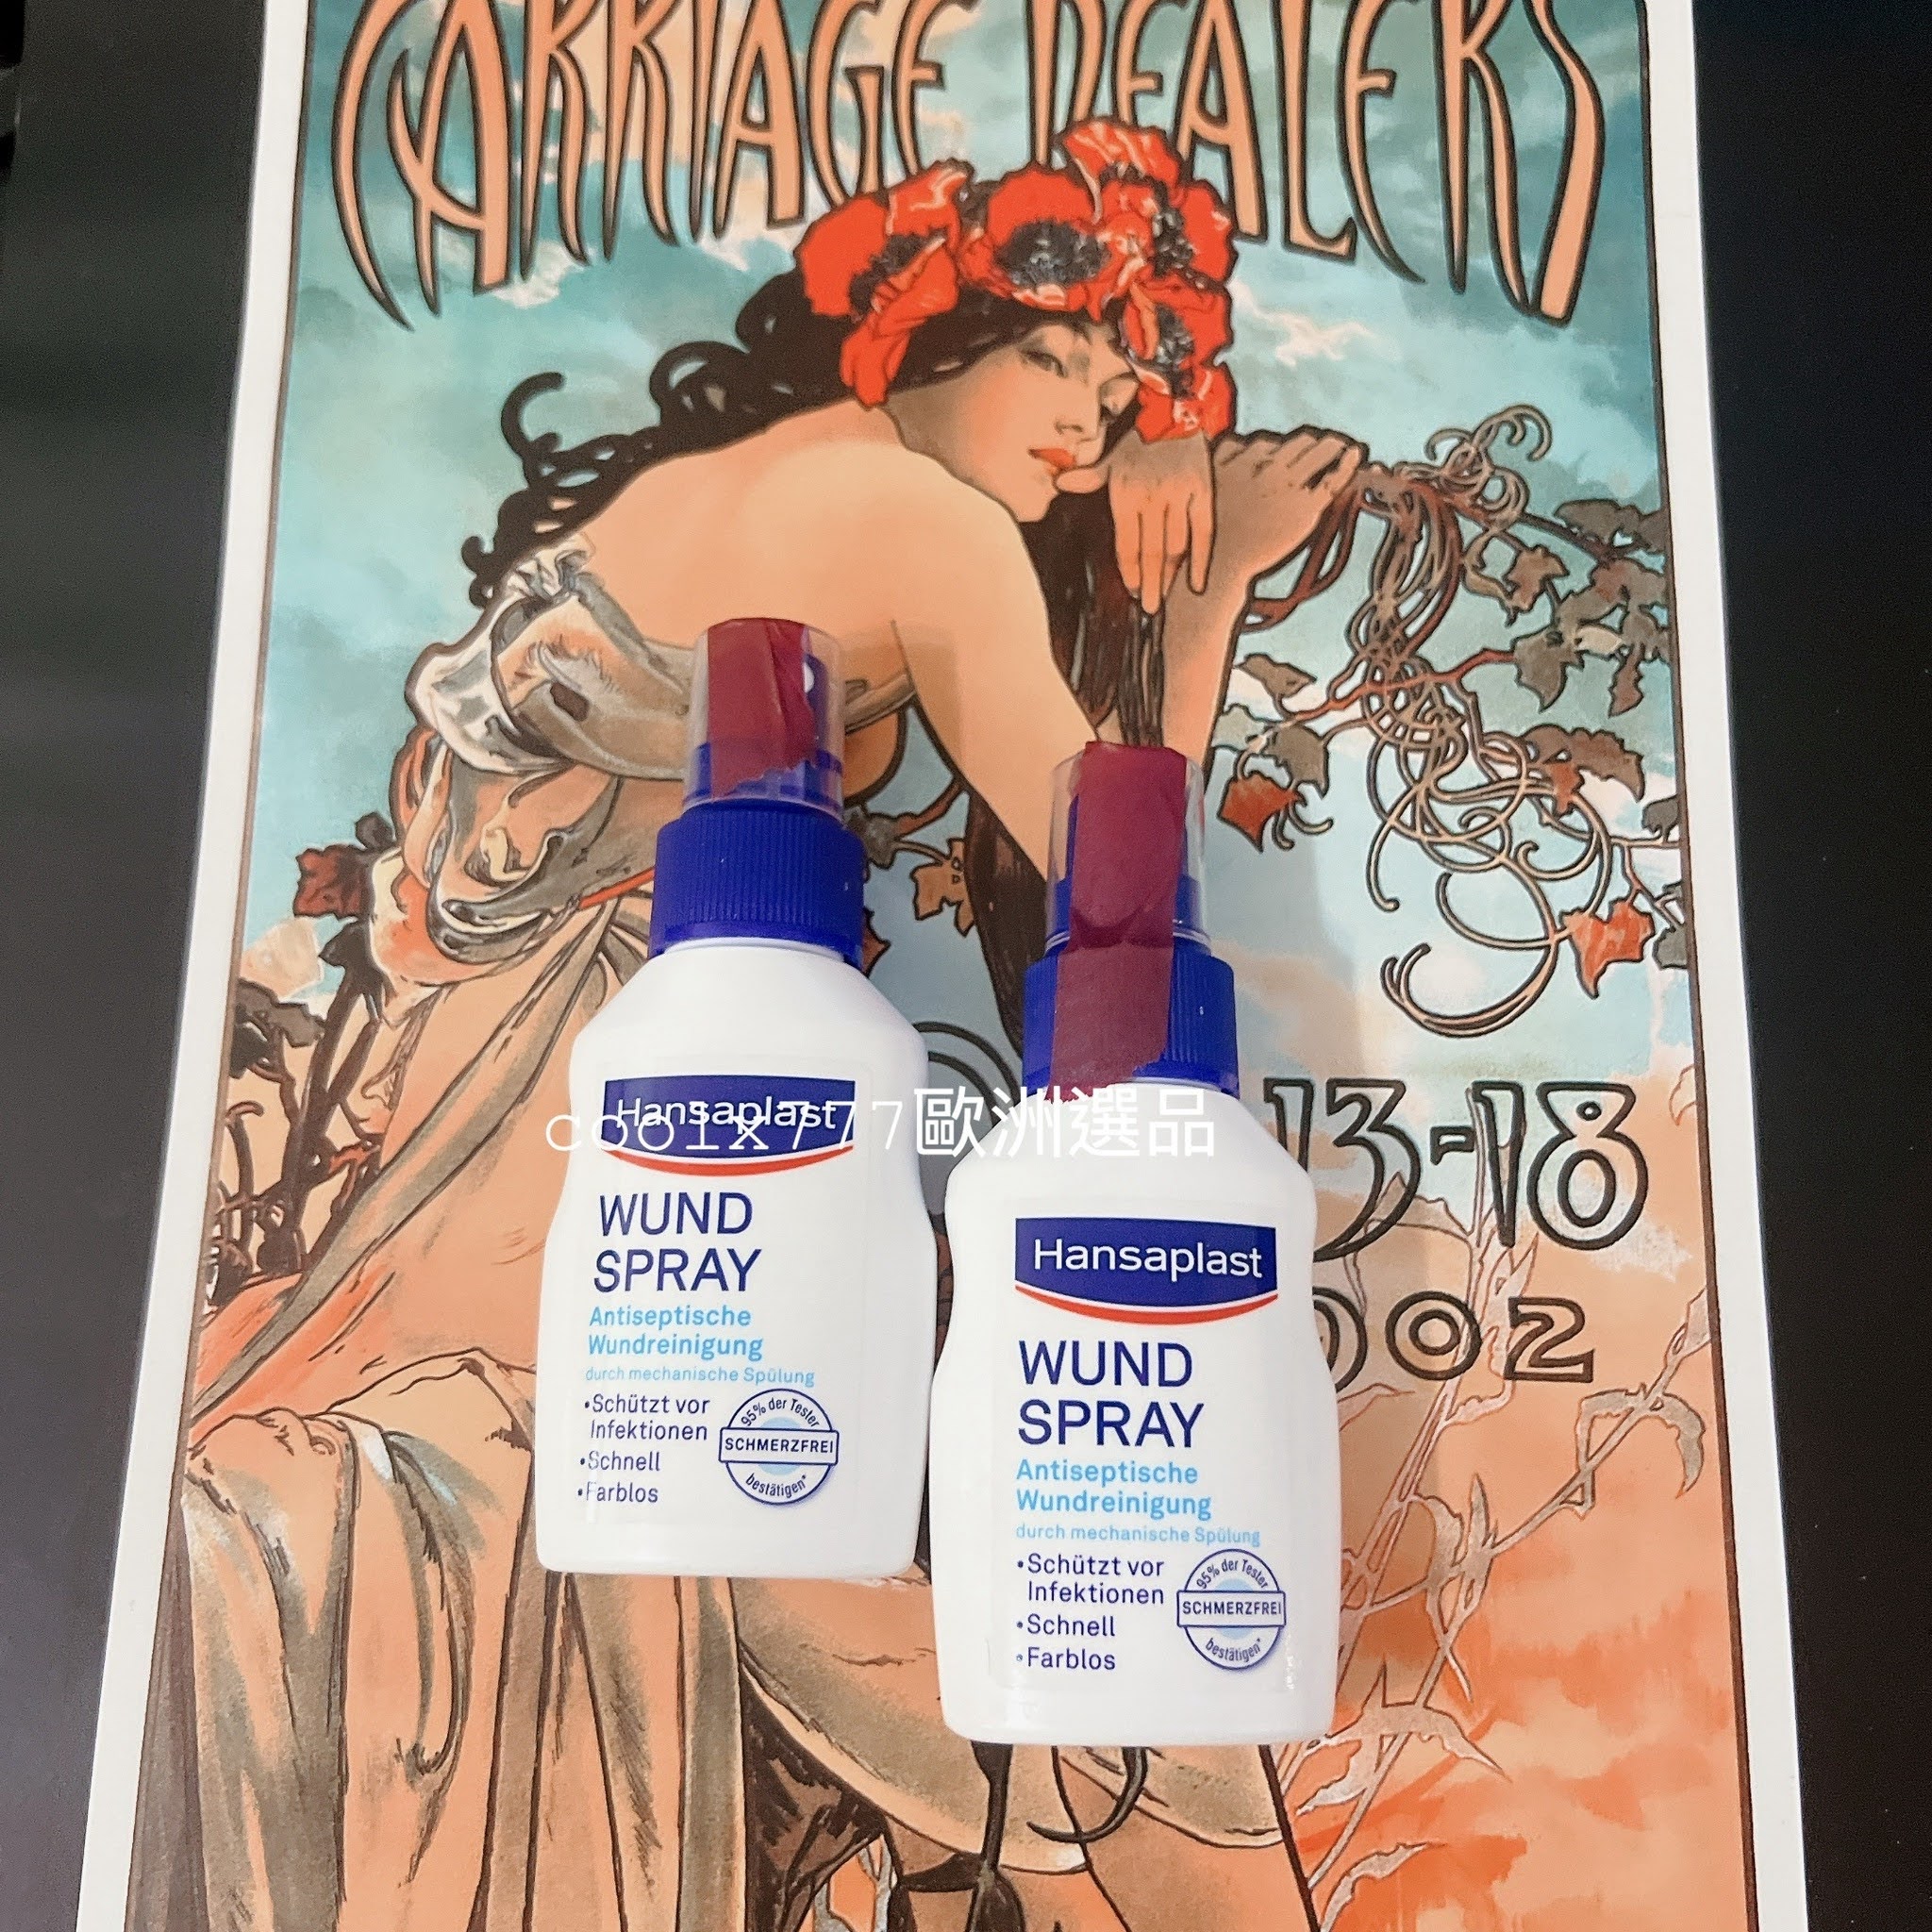 CARRIAGE DEALERS
13-18
002
coolx777歐洲選品
Hansaplast
WUND
SPRAY
Antiseptische
Wundreinigung
durch mechanische Spülung
•Schützt vor
Infektionen
•Schnell
•Farblos
95% der Tester
SCHMERZFREI
bestätigen*
Hansaplast
WUND
SPRAY
Antiseptische
Wundreinigung
durch mechanische Spülung
•Schützt vor
Infektionen
•Schnell
•Farblos
95% der Tester
SCHMERZFREI
bestätigen*